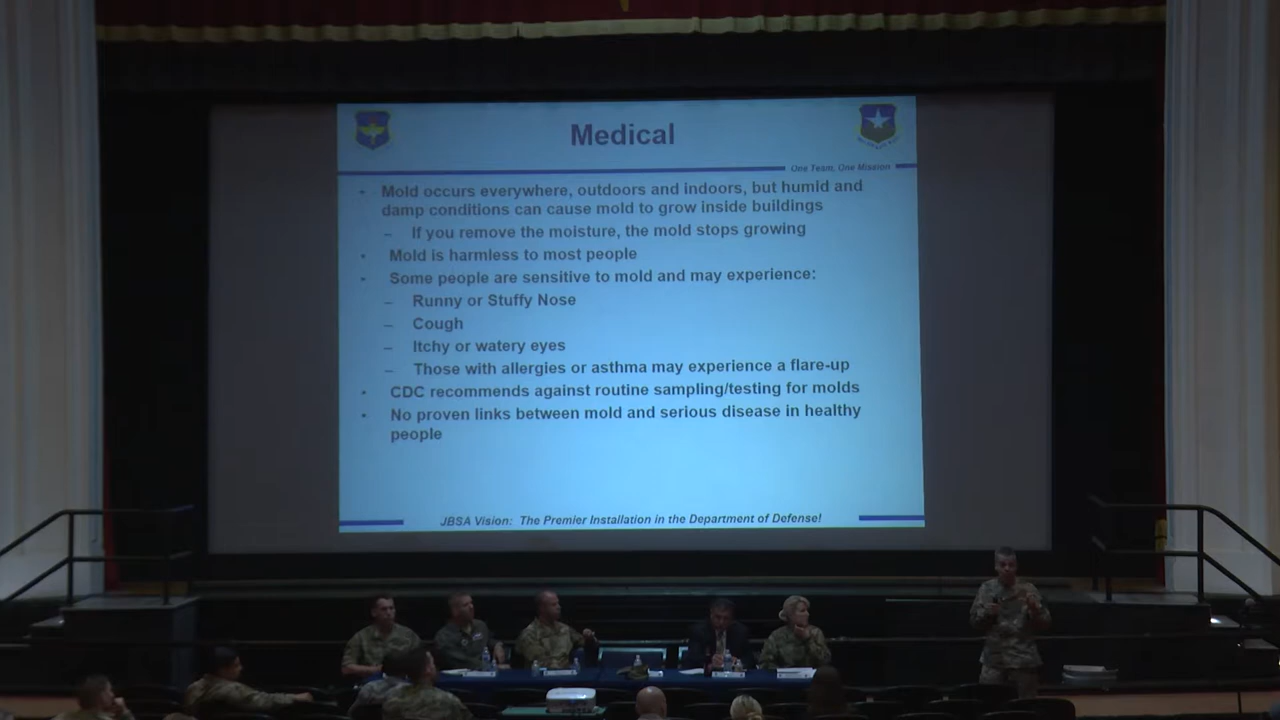 Medical
One Team, One Mission
• Mold occurs everywhere, outdoors and indoors, but humid and
damp conditions can cause mold to grow inside buildings
– If you remove the moisture, the mold stops growing
• Mold is harmless to most people
• Some people are sensitive to mold and may experience:
– Runny or Stuffy Nose
– Cough
– Itchy or watery eyes
– Those with allergies or asthma may experience a flare-up
• CDC recommends against routine sampling/testing for molds
• No proven links between mold and serious disease in healthy
people
JBSA Vision: The Premier Installation in the Department of Defense!